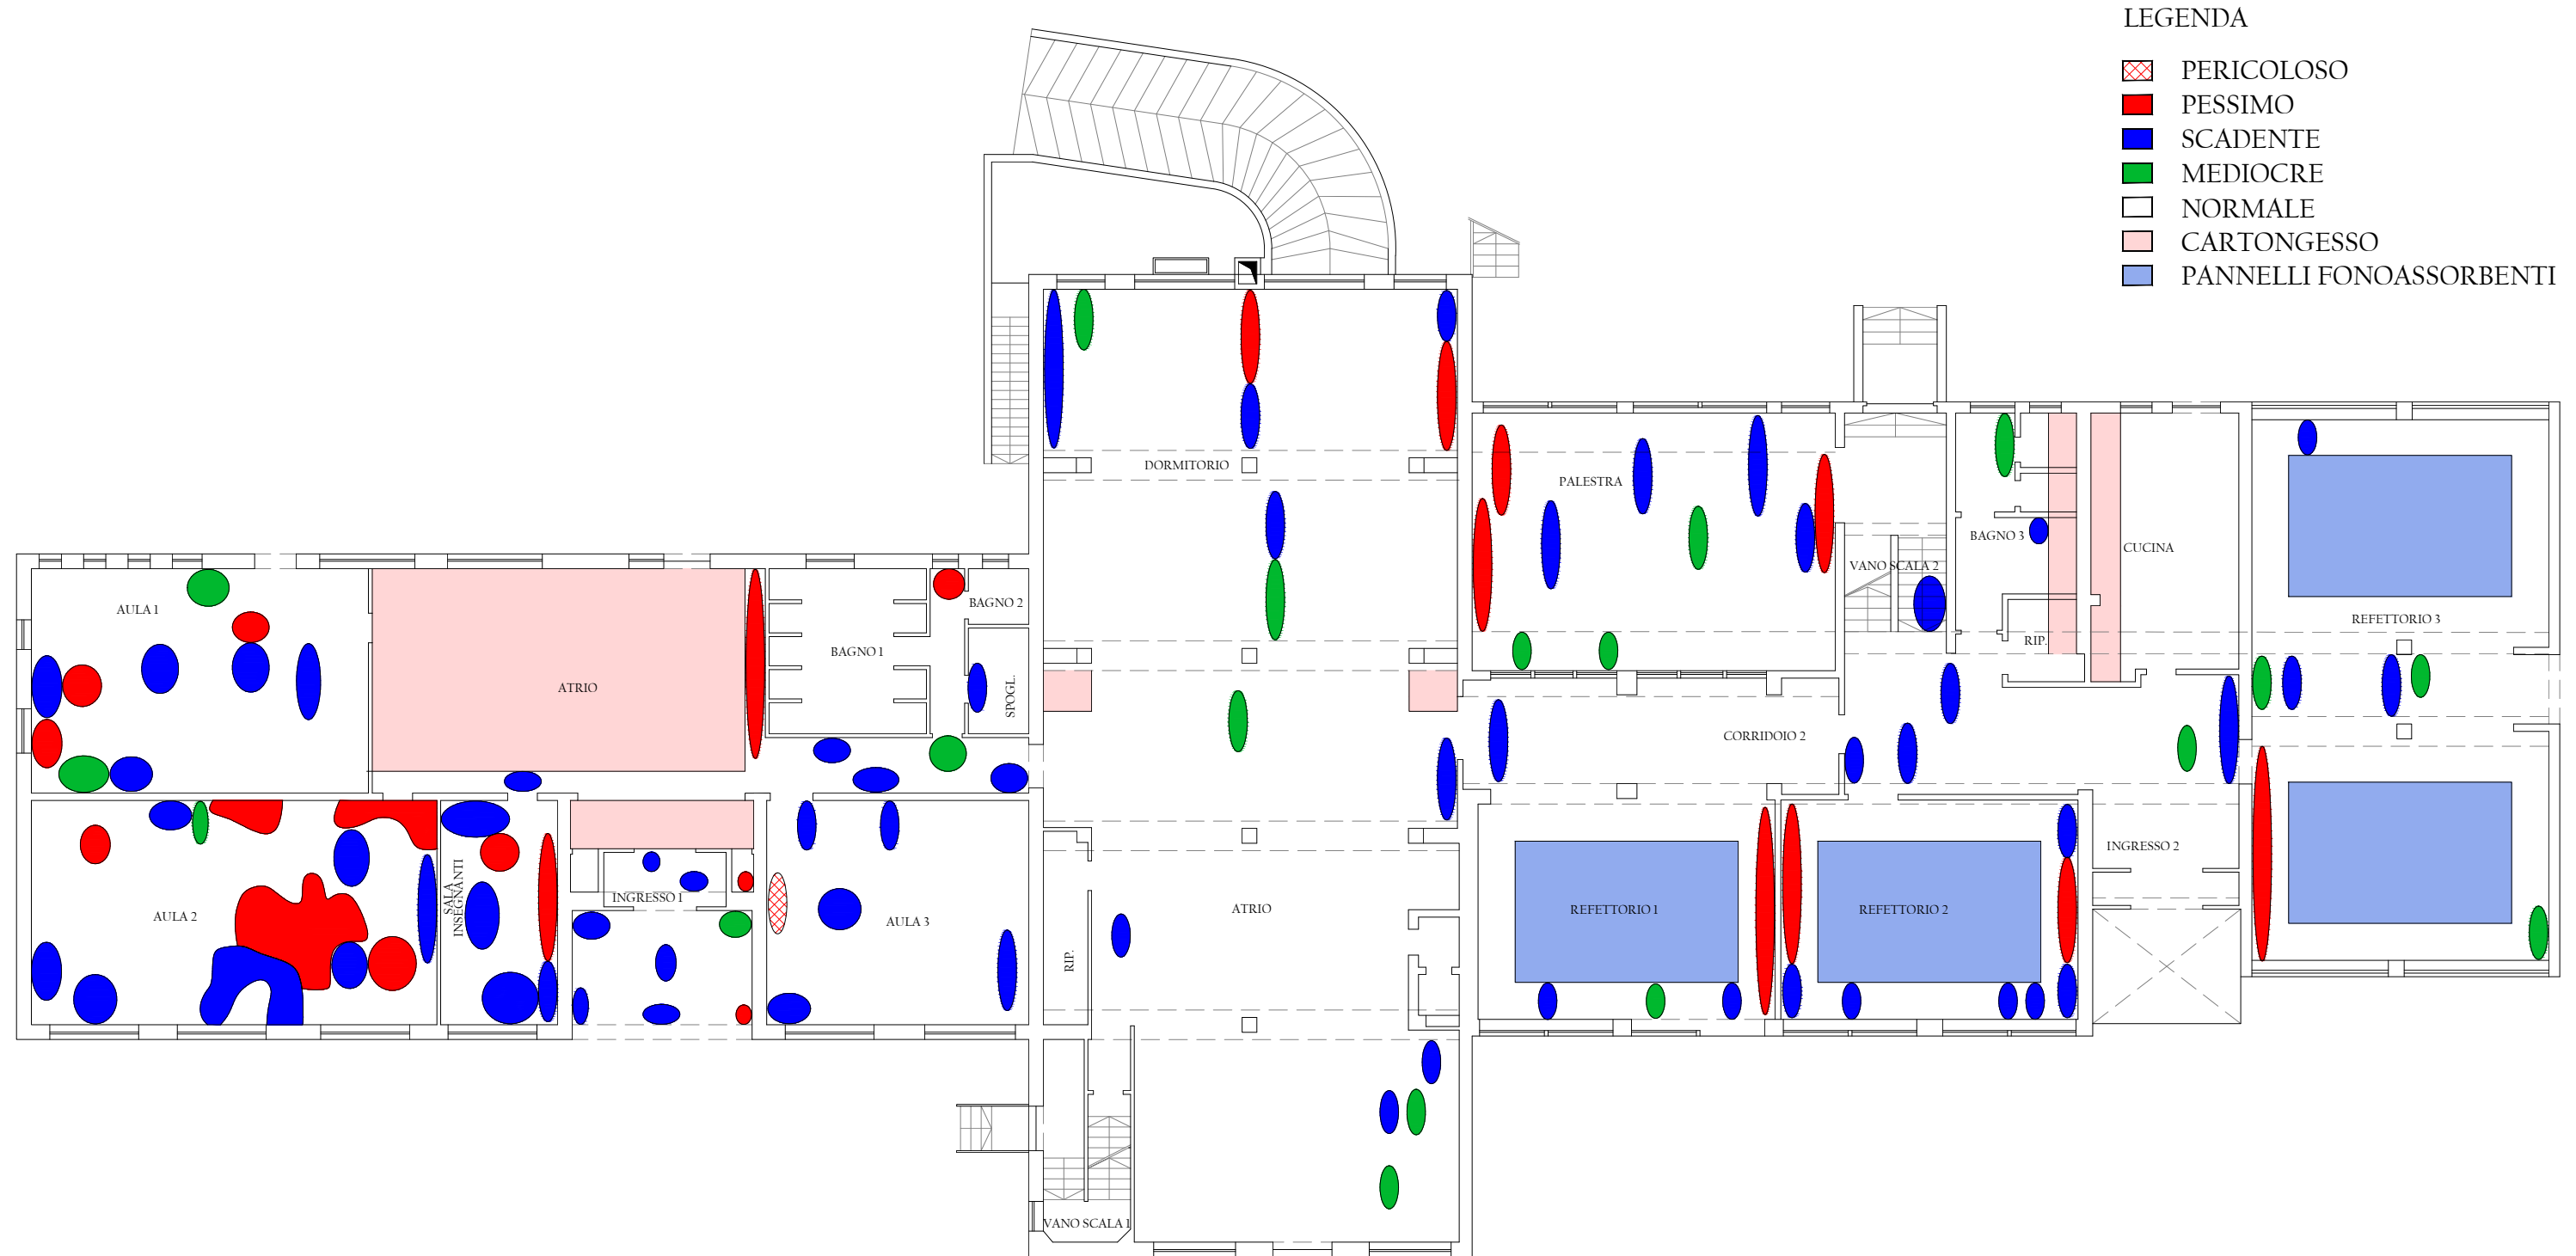 LEGENDA
PERICOLOSO
PESSIMO
SCADENTE
MEDIOCRE
NORMALE
CARTONGESSO
PANNELLI FONOASSORBENTI
DORMITORIO
PALESTRA
BAGNO 3
CUCINA
VANO SCALA 2
AULA 1
BAGNO 2
REFETTORIO 3
RIP.
BAGNO 1
ATRIO
SPOGL.
CORRIDOIO 2
INGRESSO 2
SALA
INSEGNANTI
INGRESSO 1
AULA 2
AULA 3
ATRIO
REFETTORIO 1
REFETTORIO 2
RIP.
VANO SCALA 1